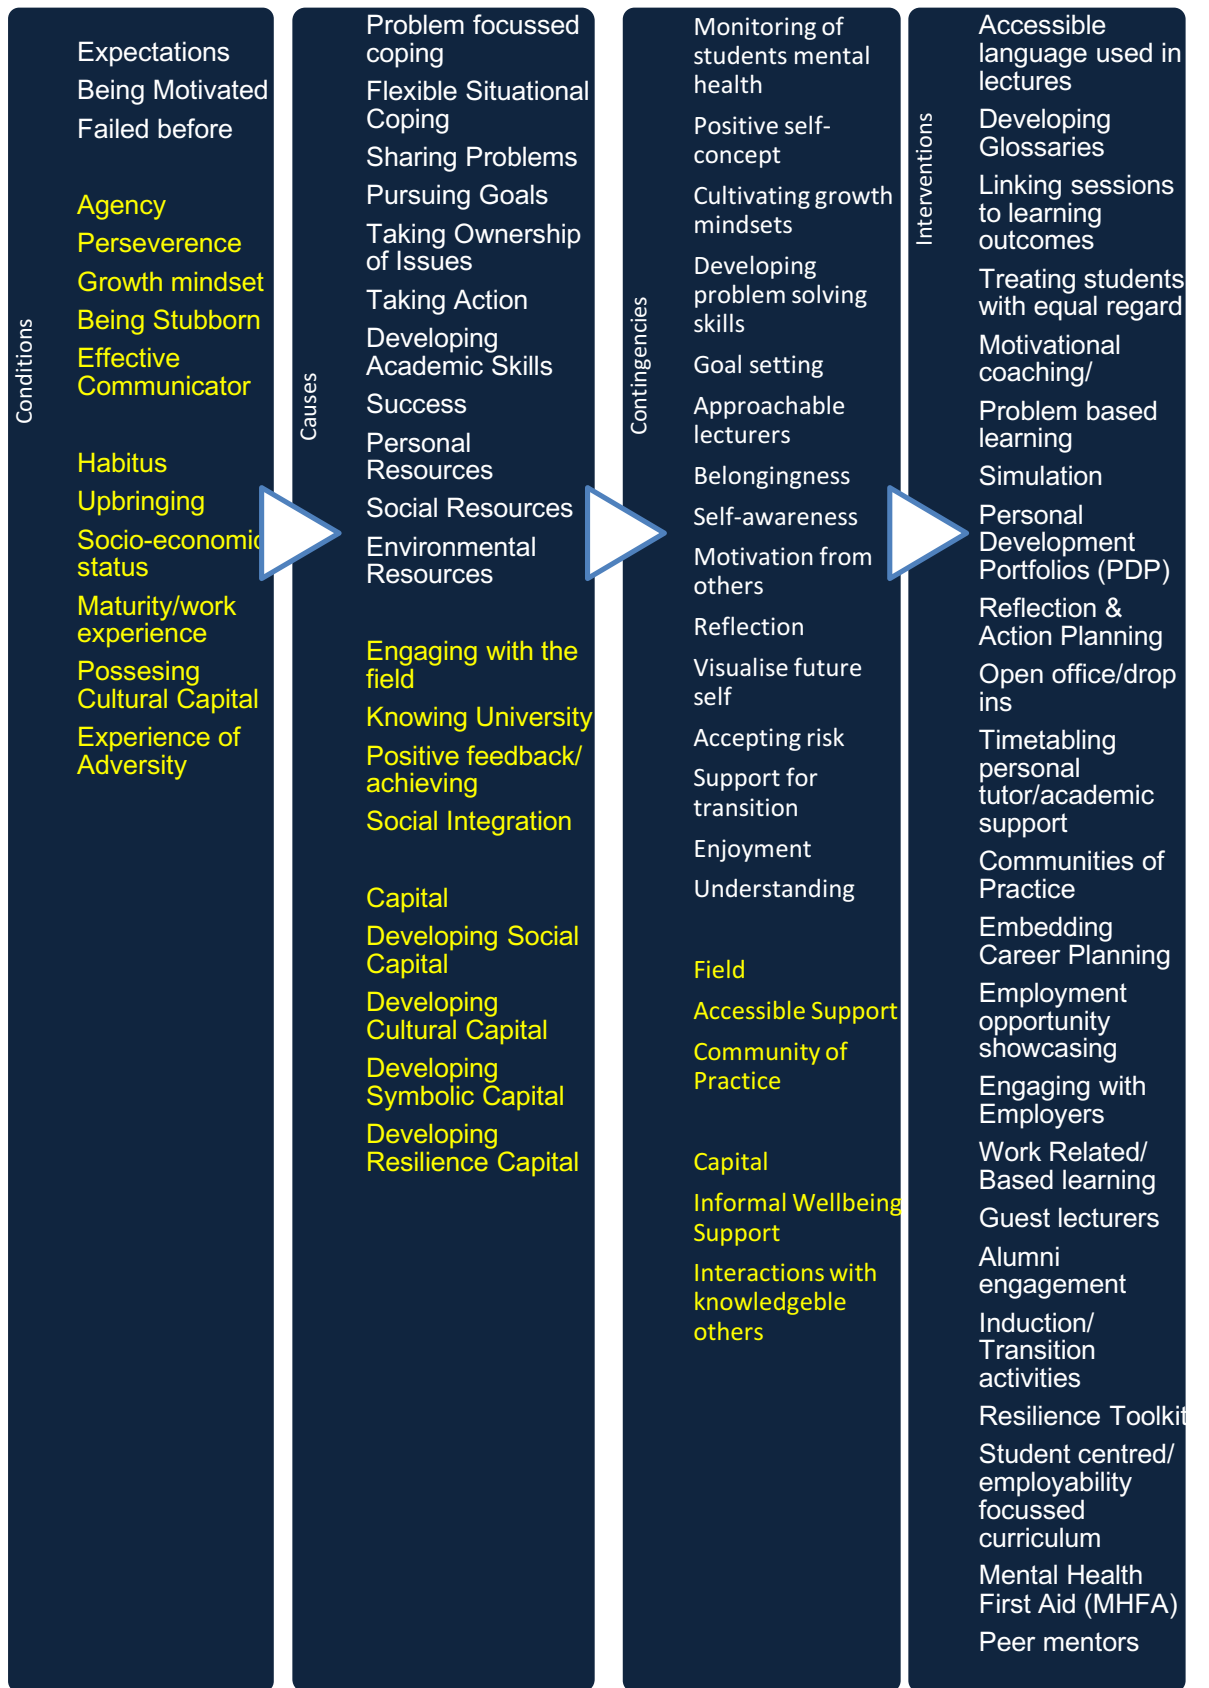 Conditions
Expectations
Being Motivated
Failed before
Agency
Perseverence
Growth mindset
Being Stubborn
Effective
Communicator
Habitus
Upbringing
Socio-economic
status
Maturity/work
experience
Possesing
Cultural Capital
Experience of
Adversity
Causes
Problem focussed
coping
Flexible Situational
Coping
Sharing Problems
Pursuing Goals
Taking Ownership
of Issues
Taking Action
Developing
Academic Skills
Success
Personal
Resources
Social Resources
Environmental
Resources
Engaging with the
field
Knowing University
Positive feedback/
achieving
Social Integration
Capital
Developing Social
Capital
Developing
Cultural Capital
Developing
Symbolic Capital
Developing
Resilience Capital
Contingencies
Monitoring of
students mental
health
Positive self-
concept
Cultivating growth
mindsets
Developing
problem solving
skills
Goal setting
Approachable
lecturers
Belongingness
Self-awareness
Motivation from
others
Reflection
Visualise future
self
Accepting risk
Support for
transition
Enjoyment
Understanding
Field
Accessible Support
Community of
Practice
Capital
Informal Wellbeing
Support
Interactions with
knowledgeble
others
Interventions
Accessible
language used in
lectures
Developing
Glossaries
Linking sessions
to learning
outcomes
Treating students
with equal regard
Motivational
coaching/
Problem based
learning
Simulation
Personal
Development
Portfolios (PDP)
Reflection &
Action Planning
Open office/drop
ins
Timetabling
personal
tutor/academic
support
Communities of
Practice
Embedding
Career Planning
Employment
opportunity
showcasing
Engaging with
Employers
Work Related/
Based learning
Guest lecturers
Alumni
engagement
Induction/
Transition
activities
Resilience Toolkit
Student centred/
employability
focussed
curriculum
Mental Health
First Aid (MHFA)
Peer mentors